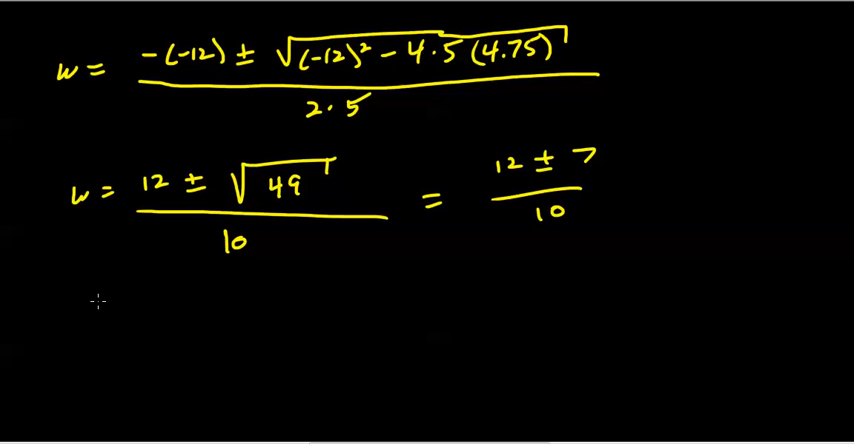 w = (-(-12) ± √((-12)² - 4·5(4.75))) / (2·5)
w = (12 ± √49) / 10 = (12 ± 7) / 10